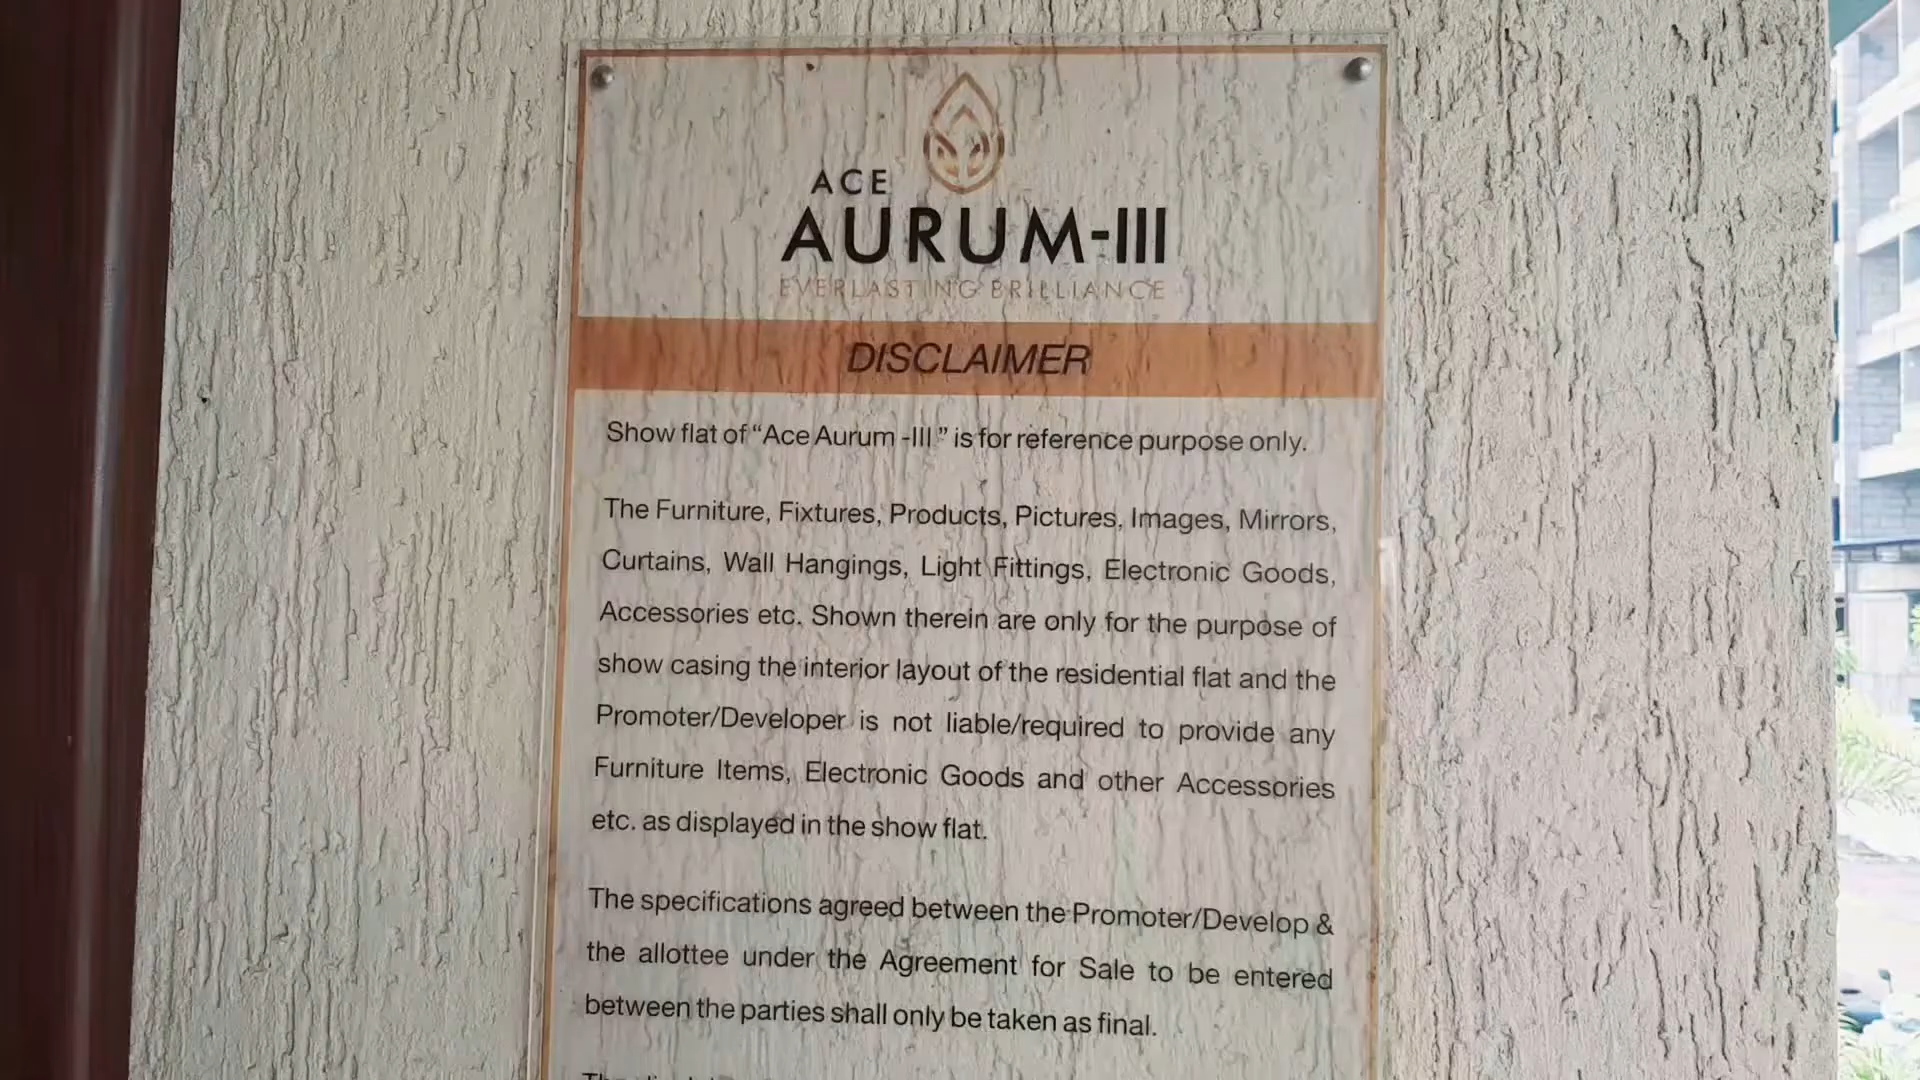 ACE
AURUM-III
EVERLASTING BRILLIANCE
DISCLAIMER
Show flat of “Ace Aurum -III” is for reference purpose only.
The Furniture, Fixtures, Products, Pictures, Images, Mirrors,
Curtains, Wall Hangings, Light Fittings, Electronic Goods,
Accessories etc. Shown therein are only for the purpose of
show casing the interior layout of the residential flat and the
Promoter/Developer is not liable/required to provide any
Furniture Items, Electronic Goods and other Accessories
etc. as displayed in the show flat.
The specifications agreed between the Promoter/Develop &
the allottee under the Agreement for Sale to be entered
between the parties shall only be taken as final.